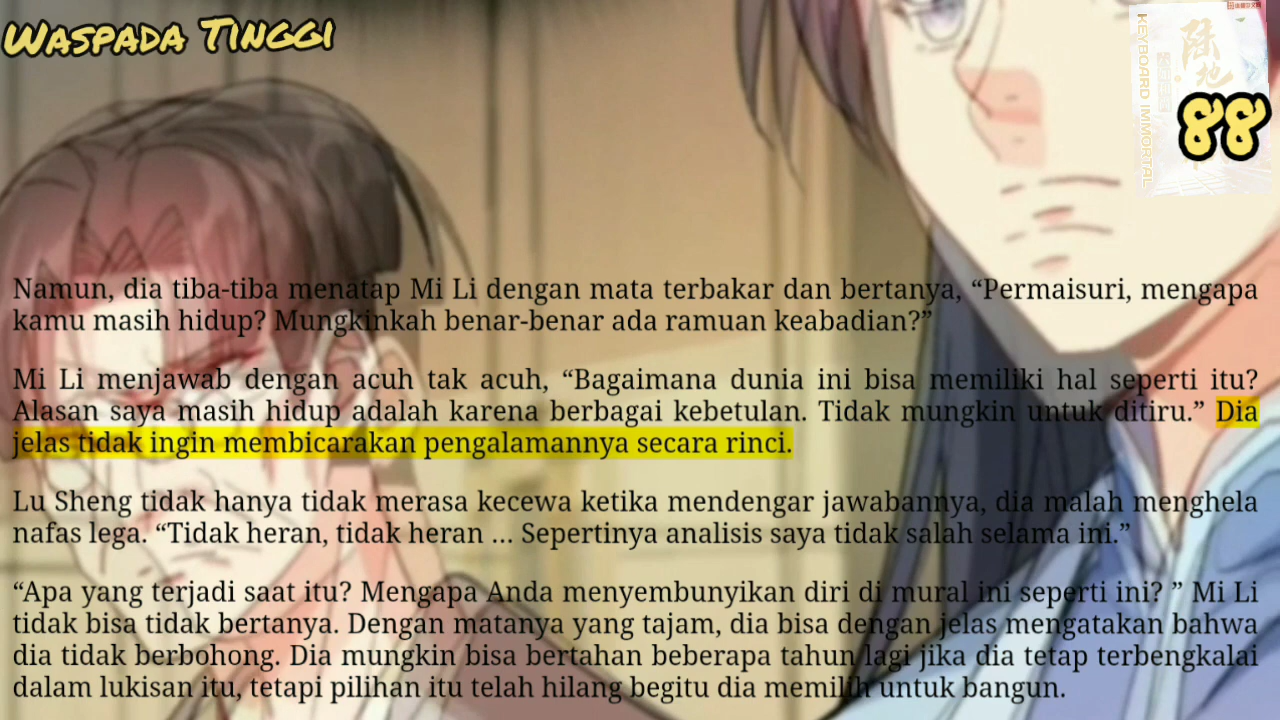 Waspada Tinggi
陆地
KEYBOARD IMMORTAL
88
Namun, dia tiba-tiba menatap Mi Li dengan mata terbakar dan bertanya, “Permaisuri, mengapa
kamu masih hidup? Mungkinkah benar-benar ada ramuan keabadian?”
Mi Li menjawab dengan acuh tak acuh, “Bagaimana dunia ini bisa memiliki hal seperti itu?
Alasan saya masih hidup adalah karena berbagai kebetulan. Tidak mungkin untuk ditiru.” Dia
jelas tidak ingin membicarakan pengalamannya secara rinci.
Lu Sheng tidak hanya tidak merasa kecewa ketika mendengar jawabannya, dia malah menghela
nafas lega. “Tidak heran, tidak heran … Sepertinya analisis saya tidak salah selama ini.”
“Apa yang terjadi saat itu? Mengapa Anda menyembunyikan diri di mural ini seperti ini? ” Mi Li
tidak bisa tidak bertanya. Dengan matanya yang tajam, dia bisa dengan jelas mengatakan bahwa
dia tidak berbohong. Dia mungkin bisa bertahan beberapa tahun lagi jika dia tetap terbengkalai
dalam lukisan itu, tetapi pilihan itu telah hilang begitu dia memilih untuk bangun.